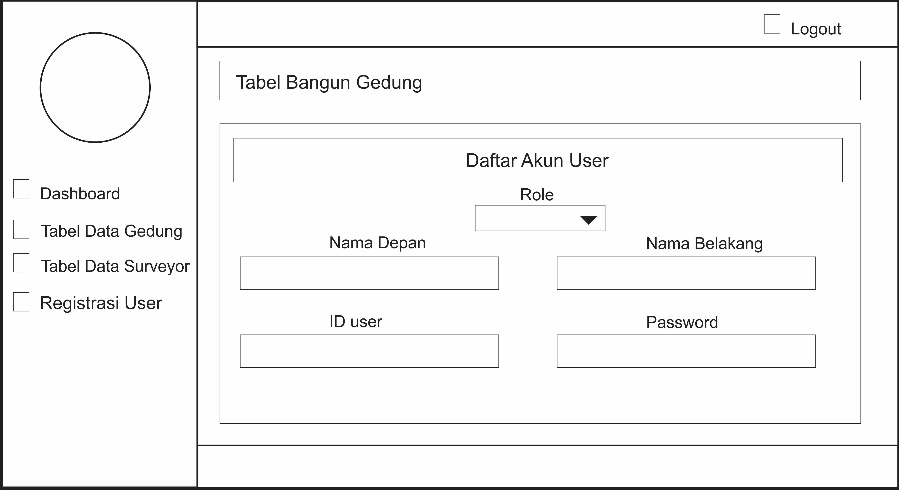 Logout
Tabel Bangun Gedung
Dashboard
Tabel Data Gedung
Tabel Data Surveyor
Registrasi User
Daftar Akun User
Role
Nama Depan
Nama Belakang
ID user
Password